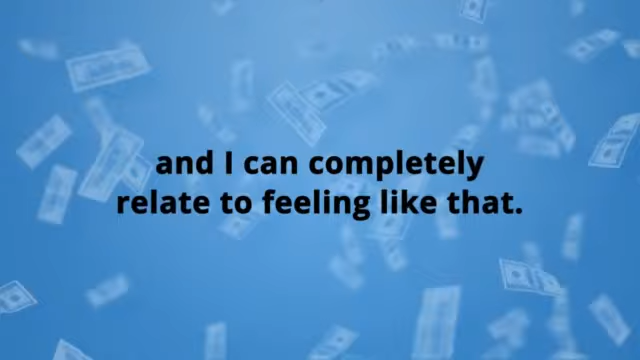 and I can completely
relate to feeling like that.